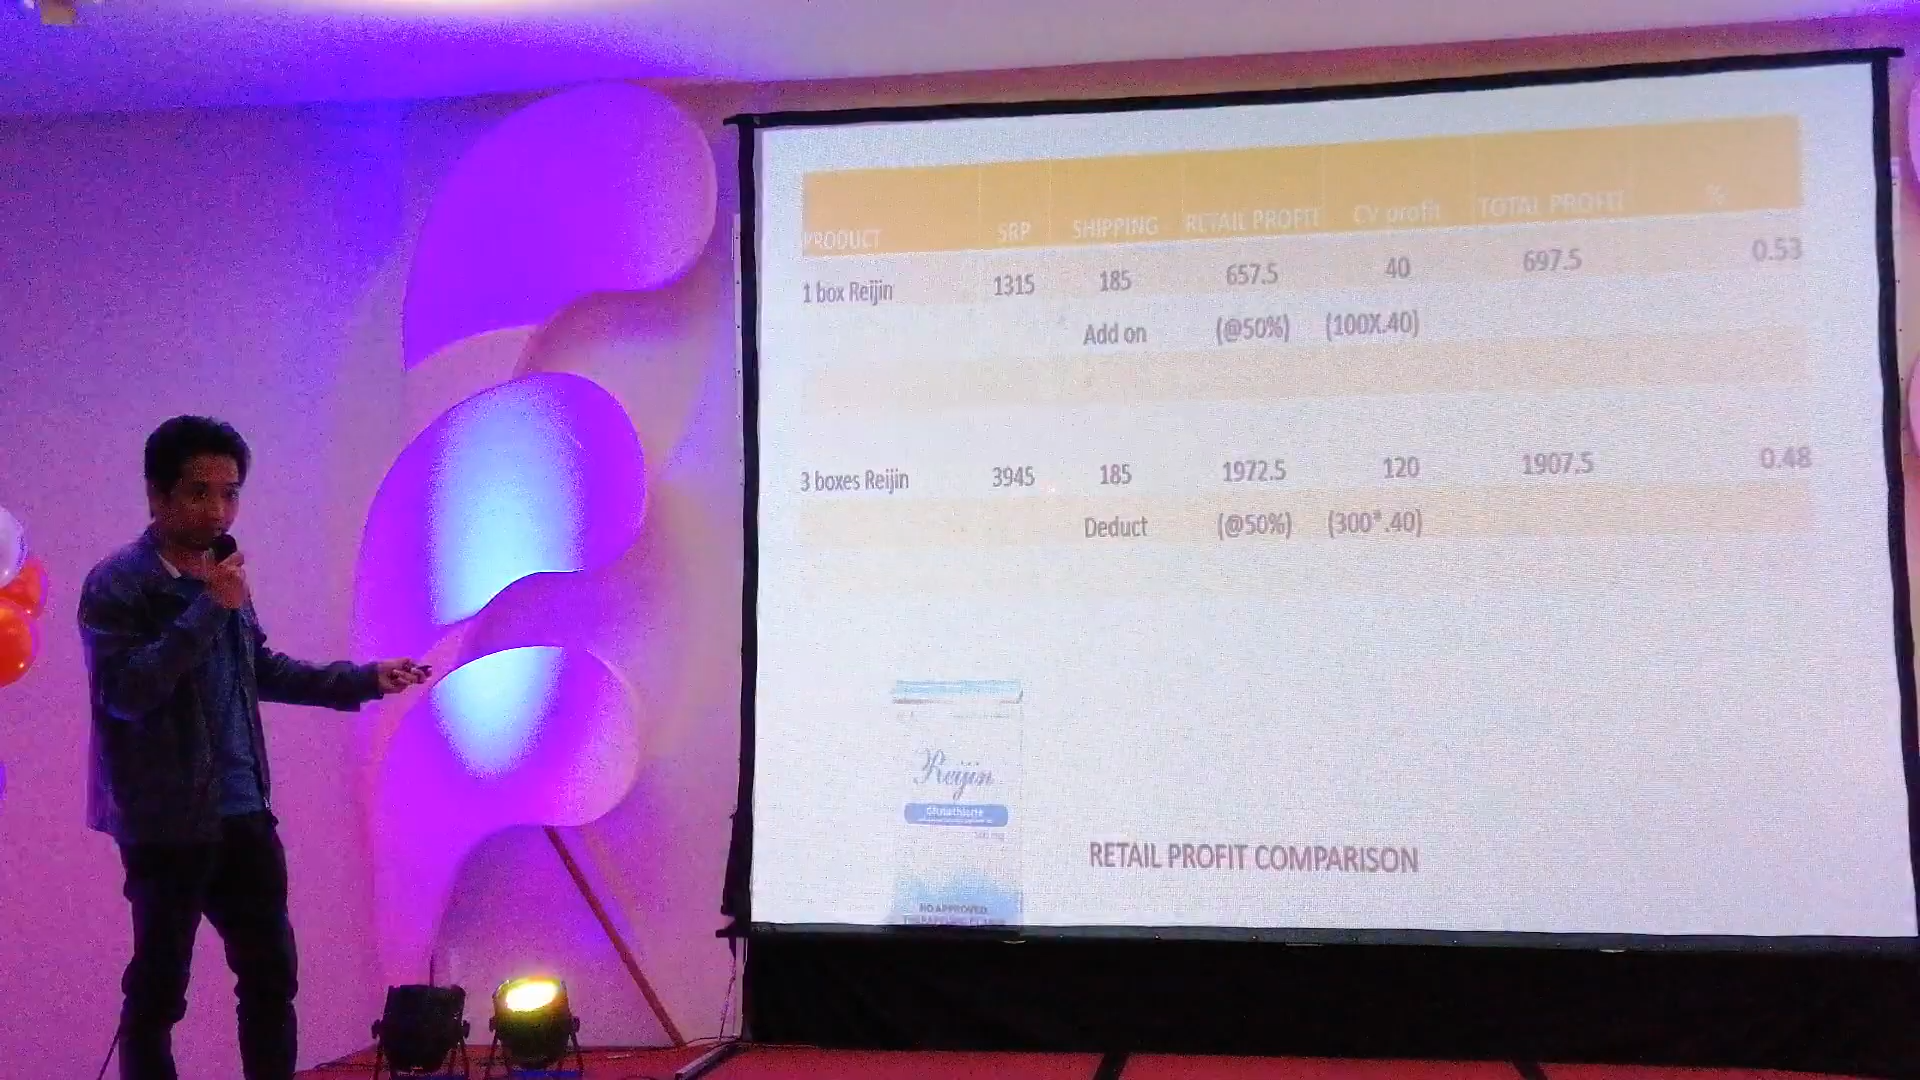 PRODUCT SRP SHIPPING RETAIL PROFIT CV profit TOTAL PROFIT %
1 box Reijin 1315 185 657.5 40 697.5 0.53
Add on (@50%) (100X.40)
3 boxes Reijin 3945 185 1972.5 120 1907.5 0.48
Deduct (@50%) (300*.40)
Reijin
Glutathione
RETAIL PROFIT COMPARISON
NO APPROVED